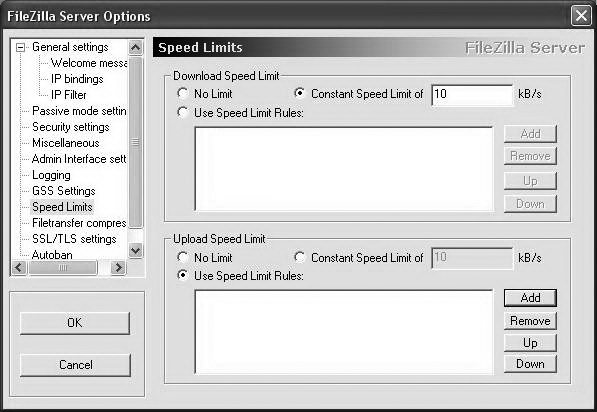 FileZilla Server Options
General settings
Welcome messa
IP bindings
IP Filter
Passive mode settin
Security settings
Miscellaneous
Admin Interface sett
Logging
GSS Settings
Speed Limits
Filetransfer compres
SSL/TLS settings
Autoban
OK
Cancel
Speed Limits
FileZilla Server
Download Speed Limit
No Limit
Constant Speed Limit of 10 kB/s
Use Speed Limit Rules:
Add
Remove
Up
Down
Upload Speed Limit
No Limit
Constant Speed Limit of 10 kB/s
Use Speed Limit Rules:
Add
Remove
Up
Down